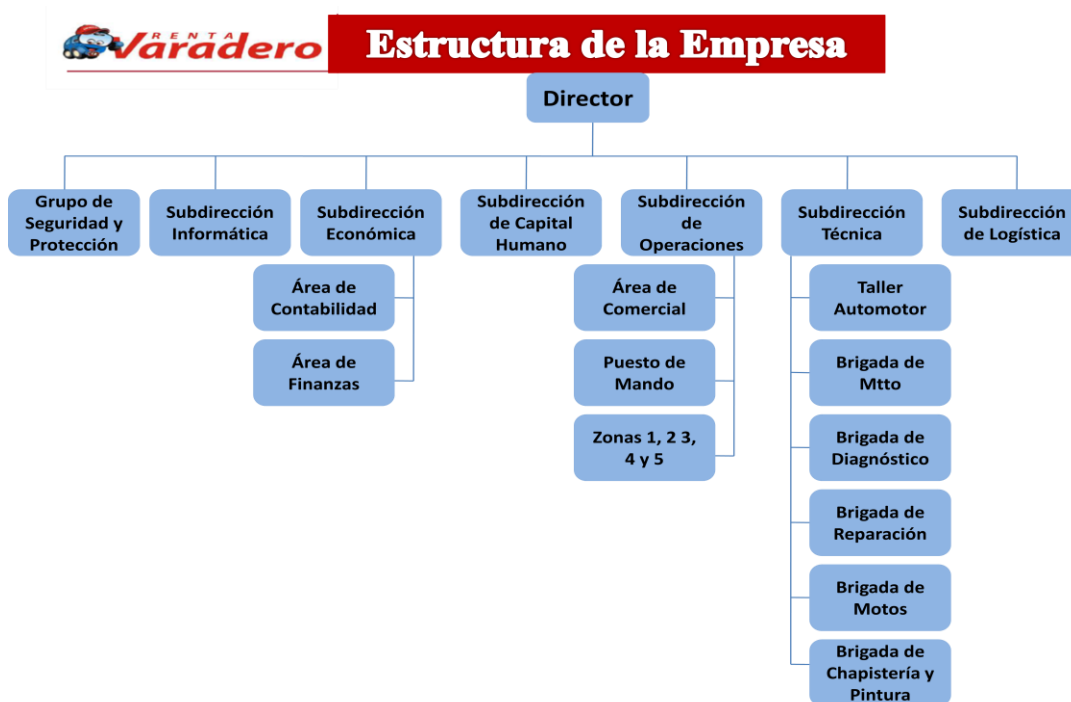 RENTA
Varadero
Estructura de la Empresa
Director
Grupo de
Seguridad y
Protección
Subdirección
Informática
Subdirección
Económica
Subdirección
de Capital
Humano
Subdirección
de
Operaciones
Subdirección
Técnica
Subdirección
de Logística
Área de
Contabilidad
Área de
Finanzas
Área de
Comercial
Puesto de
Mando
Zonas 1, 2 3,
4 y 5
Taller
Automotor
Brigada de
Mtto
Brigada de
Diagnóstico
Brigada de
Reparación
Brigada de
Motos
Brigada de
Chapistería y
Pintura